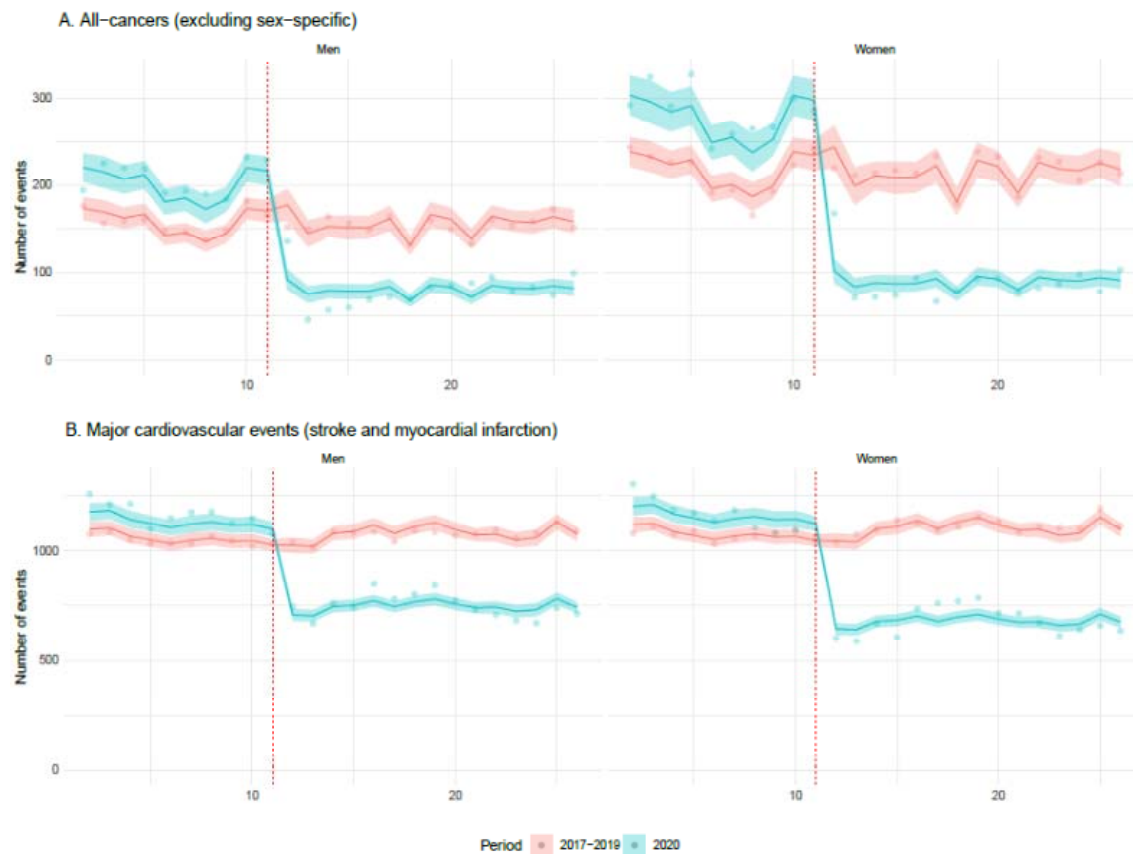 A. All-cancers (excluding sex-specific)
Men
Women
Number of events
300
200
100
0
10
20
10
20
B. Major cardiovascular events (stroke and myocardial infarction)
Men
Women
Number of events
1000
500
0
10
20
10
20
Period 2017-2019 2020